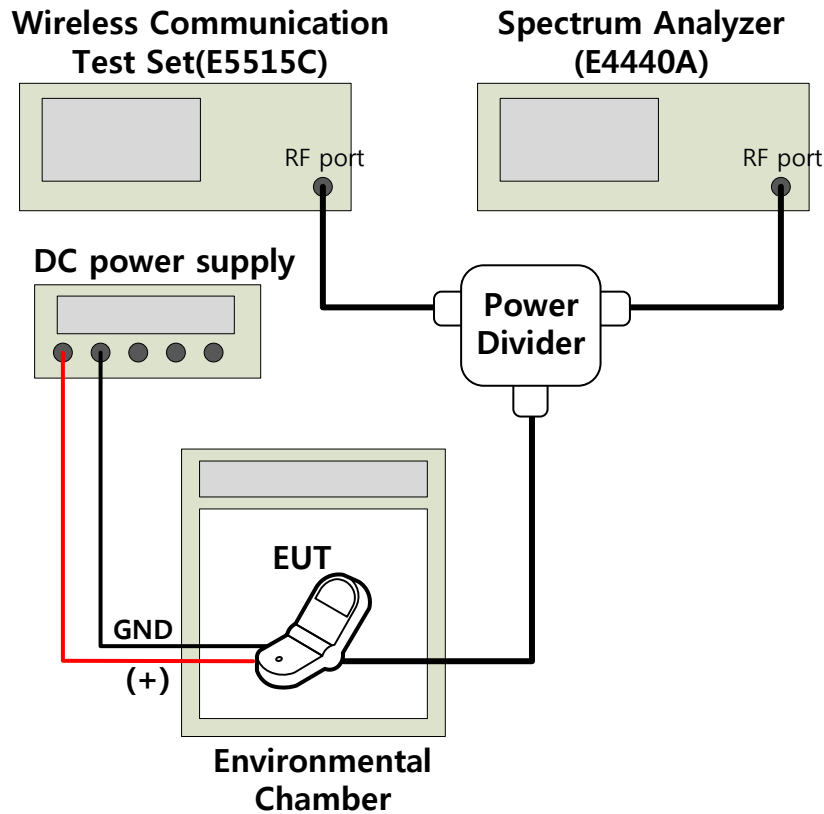 Wireless Communication
Test Set(E5515C)
Spectrum Analyzer
(E4440A)
RF port
RF port
DC power supply
Power
Divider
EUT
GND
(+)
Environmental
Chamber